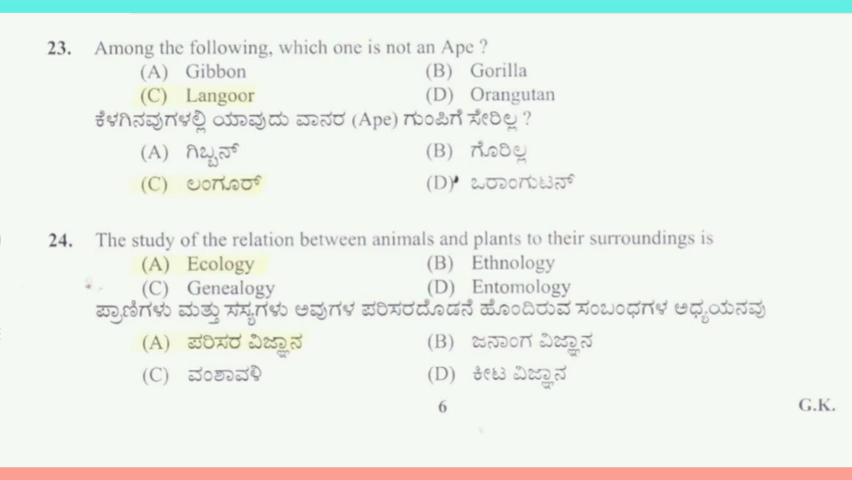 23. Among the following, which one is not an Ape ?
(A) Gibbon (B) Gorilla
(C) Langoor (D) Orangutan
ಕೆಳಗಿನವುಗಳಲ್ಲಿ ಯಾವುದು ವಾನರ (Ape) ಗುಂಪಿಗೆ ಸೇರಿಲ್ಲ ?
(A) ಗಿಬ್ಬನ್ (B) ಗೊರಿಲ್ಲ
(C) ಲಂಗೂರ್ (D) ಒರಾಂಗುಟನ್
24. The study of the relation between animals and plants to their surroundings is
(A) Ecology (B) Ethnology
(C) Genealogy (D) Entomology
ಪ್ರಾಣಿಗಳು ಮತ್ತು ಸಸ್ಯಗಳು ಅವುಗಳ ಪರಿಸರದೊಡನೆ ಹೊಂದಿರುವ ಸಂಬಂಧಗಳ ಅಧ್ಯಯನವು
(A) ಪರಿಸರ ವಿಜ್ಞಾನ (B) ಜನಾಂಗ ವಿಜ್ಞಾನ
(C) ವಂಶಾವಳಿ (D) ಕೀಟ ವಿಜ್ಞಾನ
6 G.K.